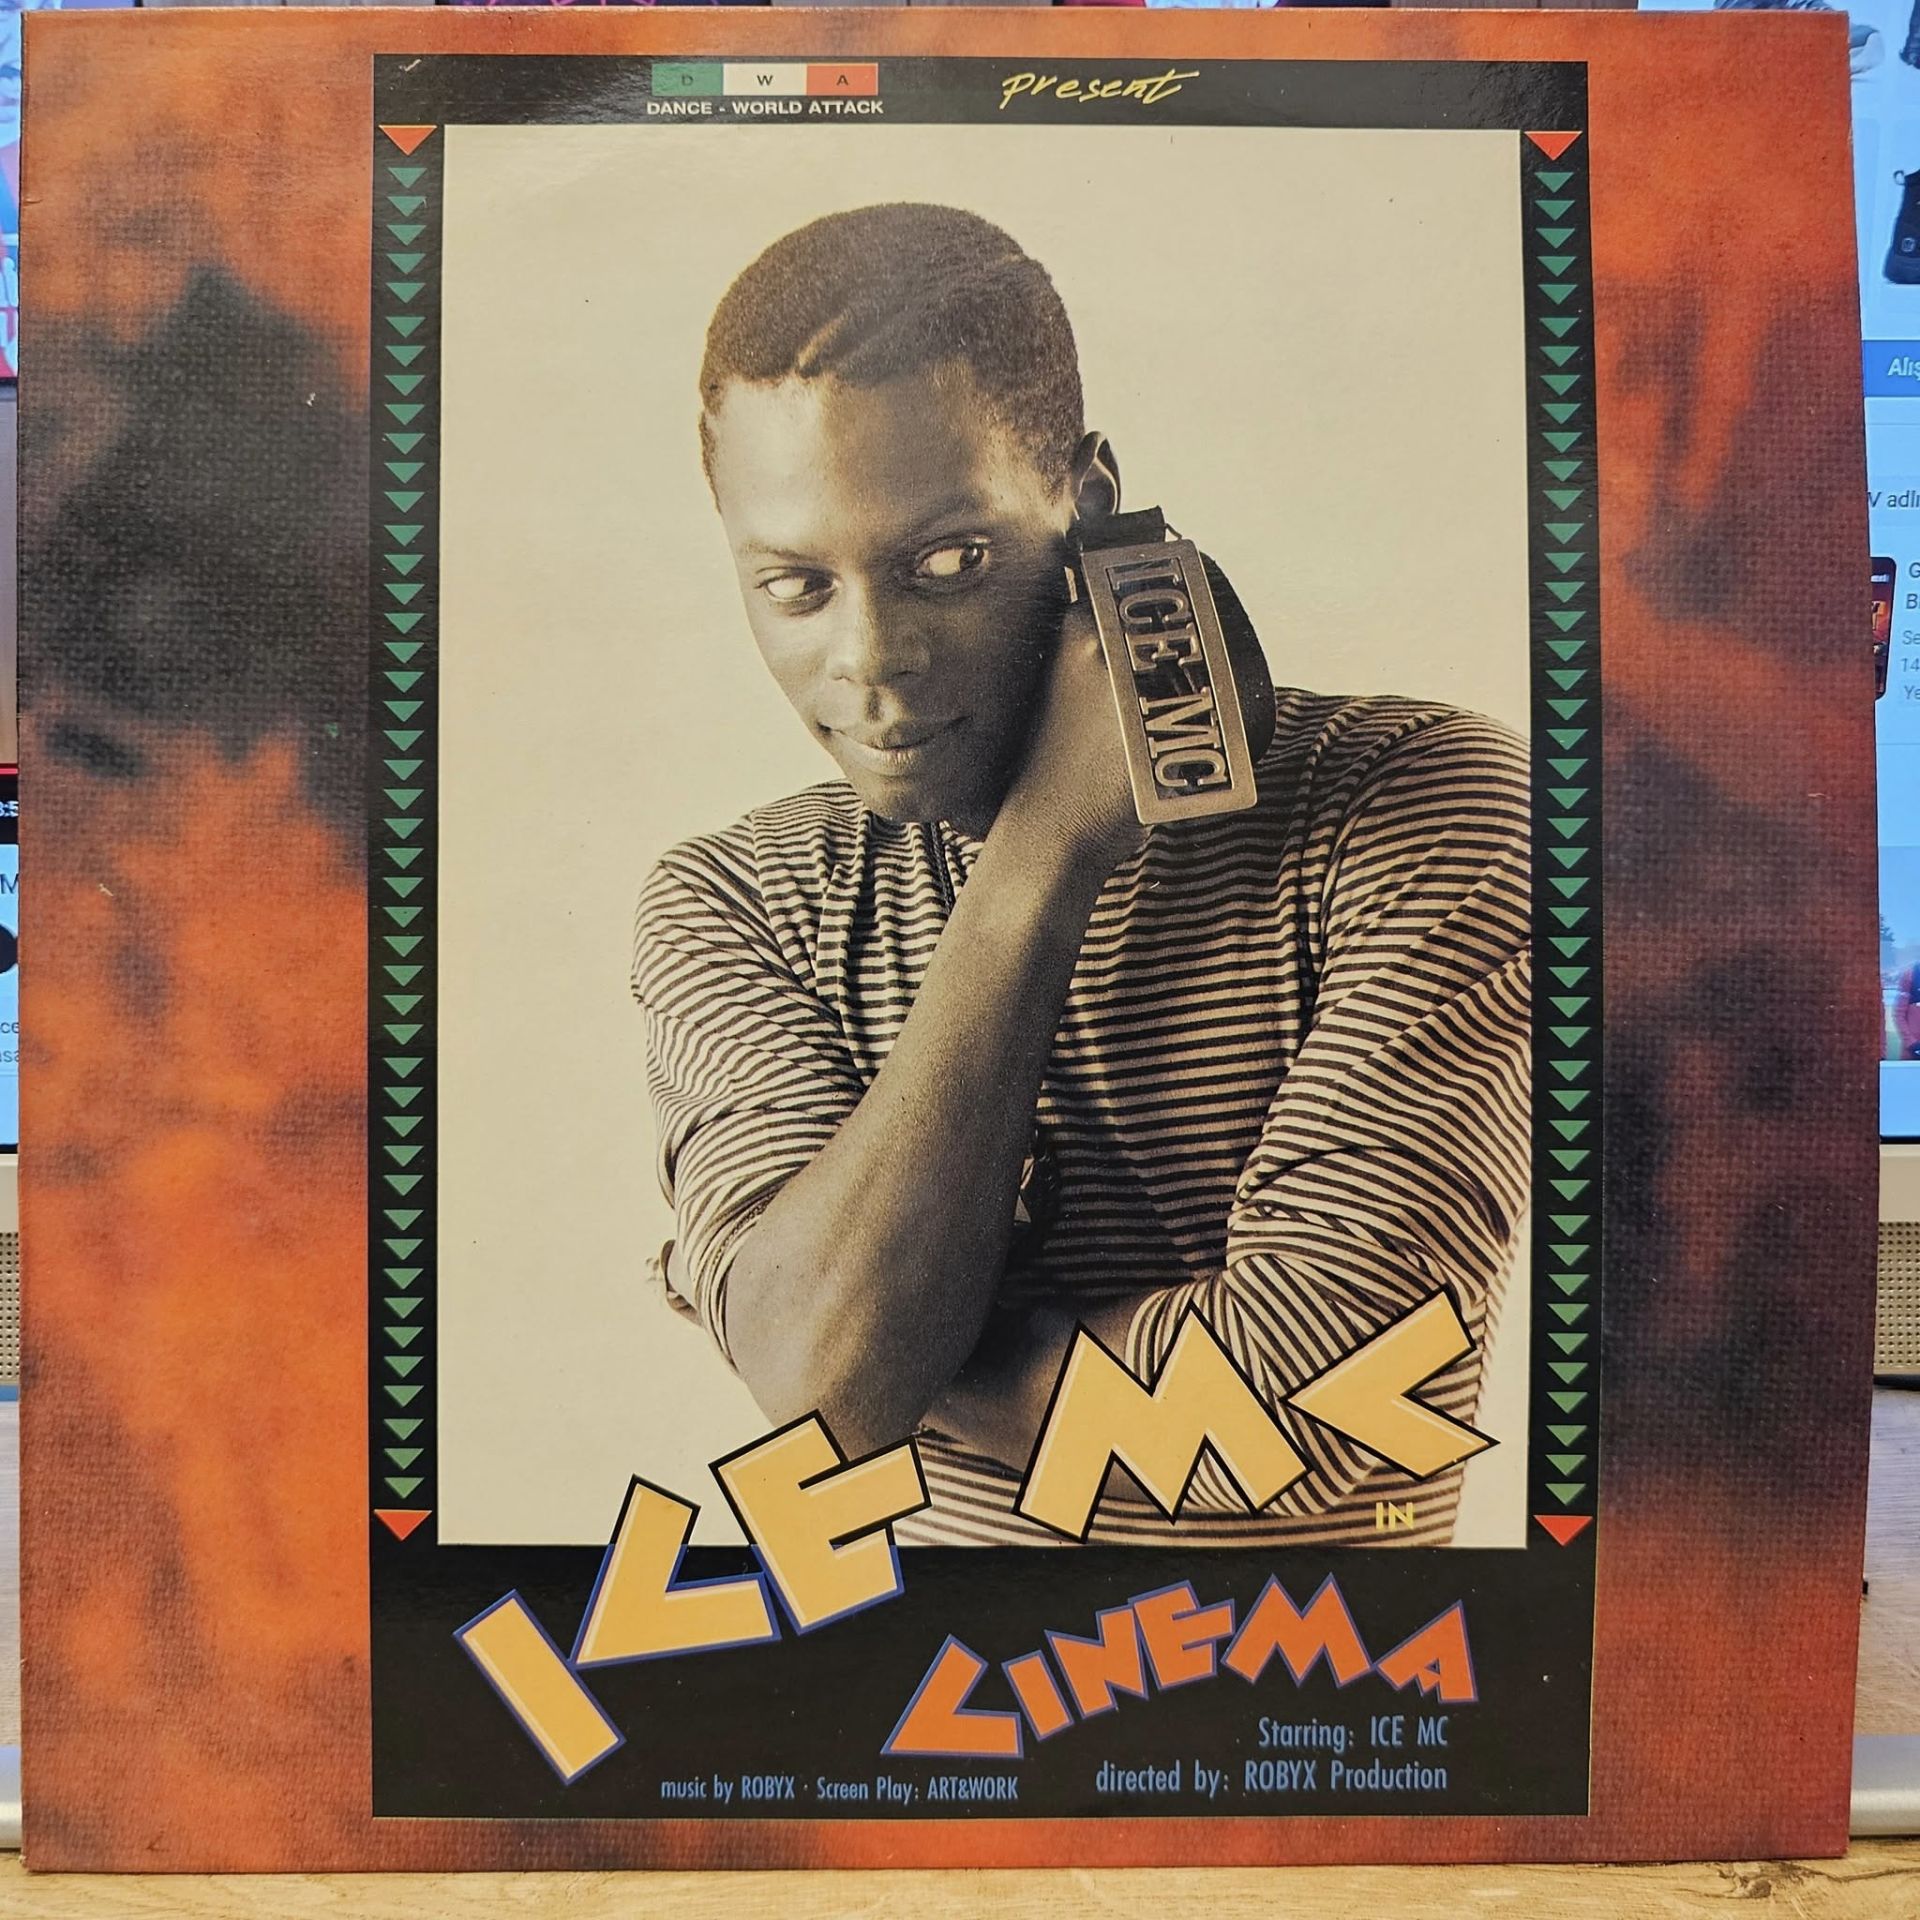 D W A
DANCE - WORLD ATTACK
present
ICE-MC
ICE MC
IN
CINEMA
Starring: ICE MC
directed by: ROBYX Production
music by ROBYX · Screen Play: ART&WORK